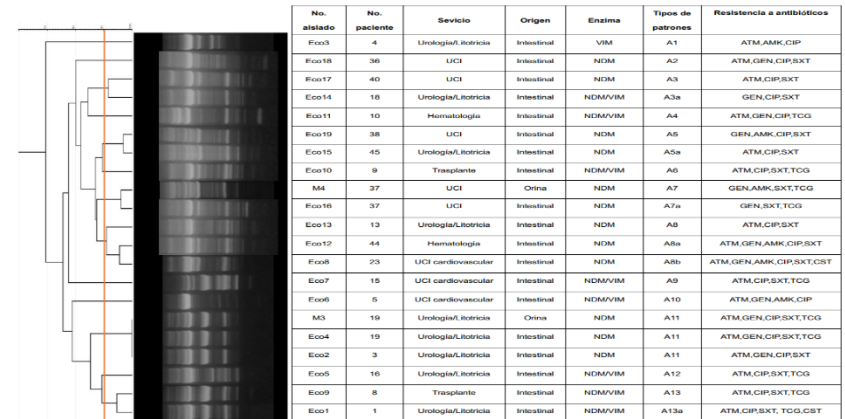 No. aislado No. paciente Sevicio Origen Enzima Tipos de patrones Resistencia a antibióticos
Eco3 4 Urología/Litotricia Intestinal VIM A1 ATM,AMK,CIP
Eco18 36 UCI Intestinal NDM A2 ATM,GEN,CIP,SXT
Eco17 40 UCI Intestinal NDM A3 ATM,CIP,SXT
Eco14 18 Urología/Litotricia Intestinal NDM/VIM A3a GEN,CIP,SXT
Eco11 10 Hematología Intestinal NDM/VIM A4 ATM,GEN,CIP,TCG
Eco19 38 UCI Intestinal NDM A5 GEN,AMK,CIP,SXT
Eco15 45 Urología/Litotricia Intestinal NDM A5a ATM,CIP,SXT
Eco10 9 Trasplante Intestinal NDM/VIM A6 ATM,CIP,SXT,TCG
M4 37 UCI Orina NDM A7 GEN,AMK,SXT,TCG
Eco16 37 UCI Intestinal NDM A7a GEN,SXT,TCG
Eco13 13 Urología/Litotricia Intestinal NDM A8 ATM,CIP,SXT
Eco12 44 Hematología Intestinal NDM A8a ATM,GEN,AMK,CIP,SXT
Eco8 23 UCI cardiovascular Intestinal NDM A8b ATM,GEN,AMK,CIP,SXT,CST
Eco7 15 UCI cardiovascular Intestinal NDM/VIM A9 ATM,CIP,SXT,TCG
Eco6 5 UCI cardiovascular Intestinal NDM/VIM A10 ATM,GEN,AMK,CIP
M3 19 Urología/Litotricia Orina NDM A11 ATM,GEN,CIP,SXT,TCG
Eco4 19 Urología/Litotricia Intestinal NDM A11 ATM,GEN,CIP,SXT,TCG
Eco2 3 Urología/Litotricia Intestinal NDM A11 ATM,GEN,CIP,SXT
Eco5 16 Urología/Litotricia Intestinal NDM/VIM A12 ATM,CIP,SXT,TCG
Eco9 8 Trasplante Intestinal NDM/VIM A13 ATM,CIP,SXT,TCG
Eco1 1 Urología/Litotricia Intestinal NDM/VIM A13a ATM,CIP,SXT, TCG,CST